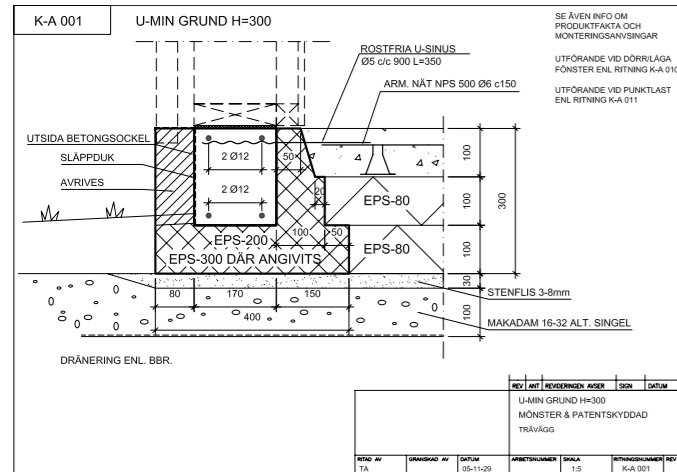 K-A 001
U-MIN GRUND H=300
SE ÄVEN INFO OM
PRODUKTFAKTA OCH
MONTERINGSANVSINGAR
UTFÖRANDE VID DÖRR/LÅGA
FÖNSTER ENL RITNING K-A 010
UTFÖRANDE VID PUNKTLAST
ENL RITNING K-A 011
ROSTFRIA U-SINUS
Ø5 c/c 900 L=350
ARM. NÄT NPS 500 Ø6 c150
UTSIDA BETONGSOCKEL
SLÄPPDUK
AVRIVES
2 Ø12
2 Ø12
50
20
100
50
EPS-80
EPS-80
EPS-200
EPS-300 DÄR ANGIVITS
100
100
100
300
30
100
80
170
150
400
STENFLIS 3-8mm
MAKADAM 16-32 ALT. SINGEL
DRÄNERING ENL. BBR.
REV ANT REVIDERINGEN AVSER SIGN DATUM
U-MIN GRUND H=300
MÖNSTER & PATENTSKYDDAD
TRÄVÄGG
RITAD AV GRANSKAD AV DATUM ARBETSNUMMER SKALA RITNINGSNUMMER REV
TA 05-11-29 1:5 K-A 001